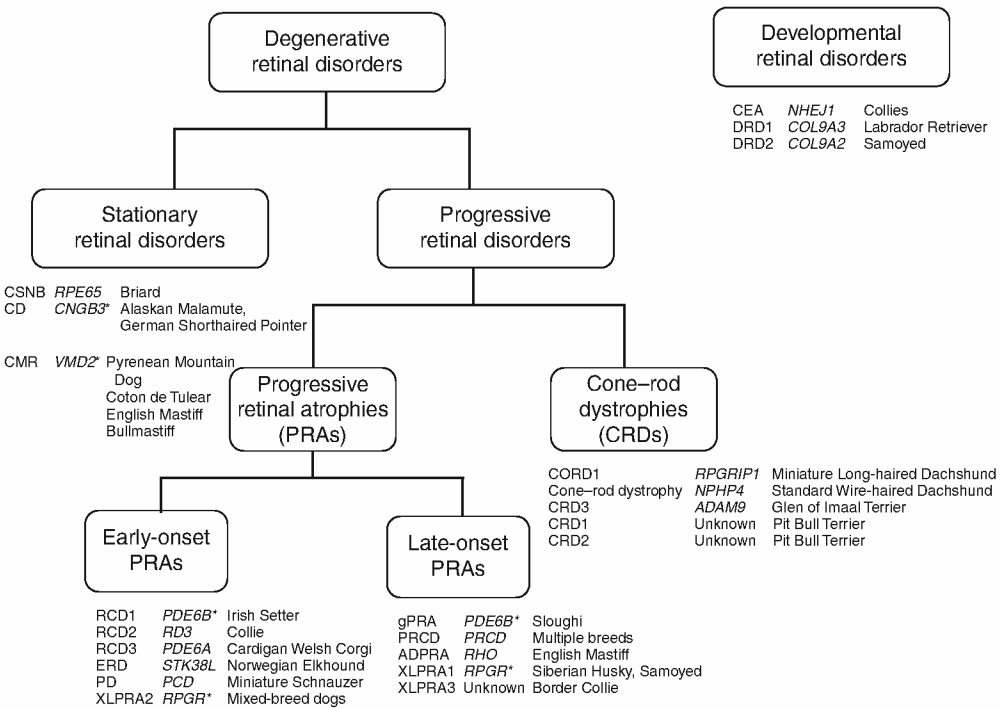 Degenerative
retinal disorders
Developmental
retinal disorders
CEA NHEJ1 Collies
DRD1 COL9A3 Labrador Retriever
DRD2 COL9A2 Samoyed
Stationary
retinal disorders
Progressive
retinal disorders
CSNB RPE65 Briard
CD CNGB3* Alaskan Malamute,
German Shorthaired Pointer
CMR VMD2* Pyrenean Mountain
Dog
Coton de Tulear
English Mastiff
Bullmastiff
Progressive
retinal atrophies
(PRAs)
Cone–rod
dystrophies
(CRDs)
CORD1 RPGRIP1 Miniature Long-haired Dachshund
Cone–rod dystrophy NPHP4 Standard Wire-haired Dachshund
CRD3 ADAM9 Glen of Imaal Terrier
CRD1 Unknown Pit Bull Terrier
CRD2 Unknown Pit Bull Terrier
Early-onset
PRAs
Late-onset
PRAs
RCD1 PDE6B* Irish Setter
RCD2 RD3 Collie
RCD3 PDE6A Cardigan Welsh Corgi
ERD STK38L Norwegian Elkhound
PD PCD Miniature Schnauzer
XLPRA2 RPGR* Mixed-breed dogs
gPRA PDE6B* Sloughi
PRCD PRCD Multiple breeds
ADPRA RHO English Mastiff
XLPRA1 RPGR* Siberian Husky, Samoyed
XLPRA3 Unknown Border Collie